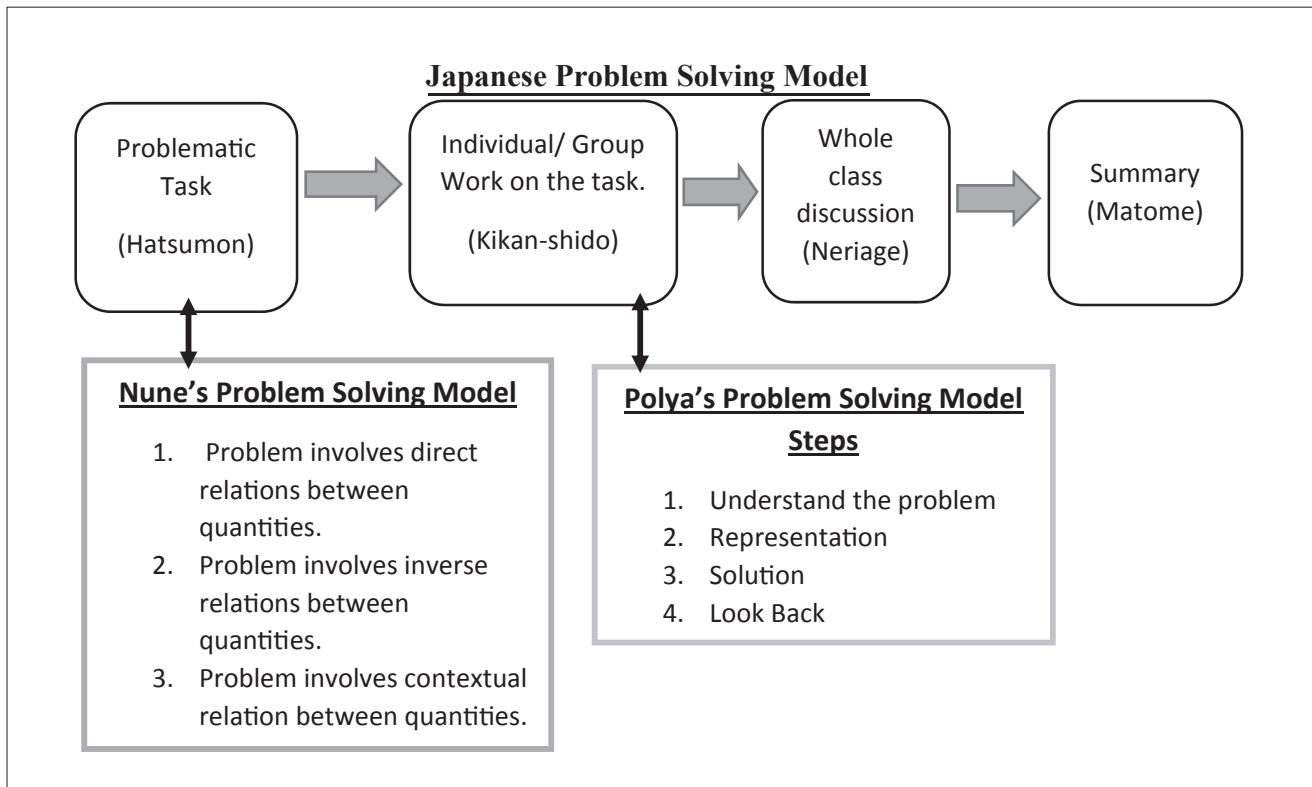 Japanese Problem Solving Model
Problematic
Task
(Hatsumon)
Individual/ Group
Work on the task.
(Kikan-shido)
Whole
class
discussion
(Neriage)
Summary
(Matome)
Nune’s Problem Solving Model
1. Problem involves direct
relations between
quantities.
2. Problem involves inverse
relations between
quantities.
3. Problem involves contextual
relation between quantities.
Polya’s Problem Solving Model
Steps
1. Understand the problem
2. Representation
3. Solution
4. Look Back